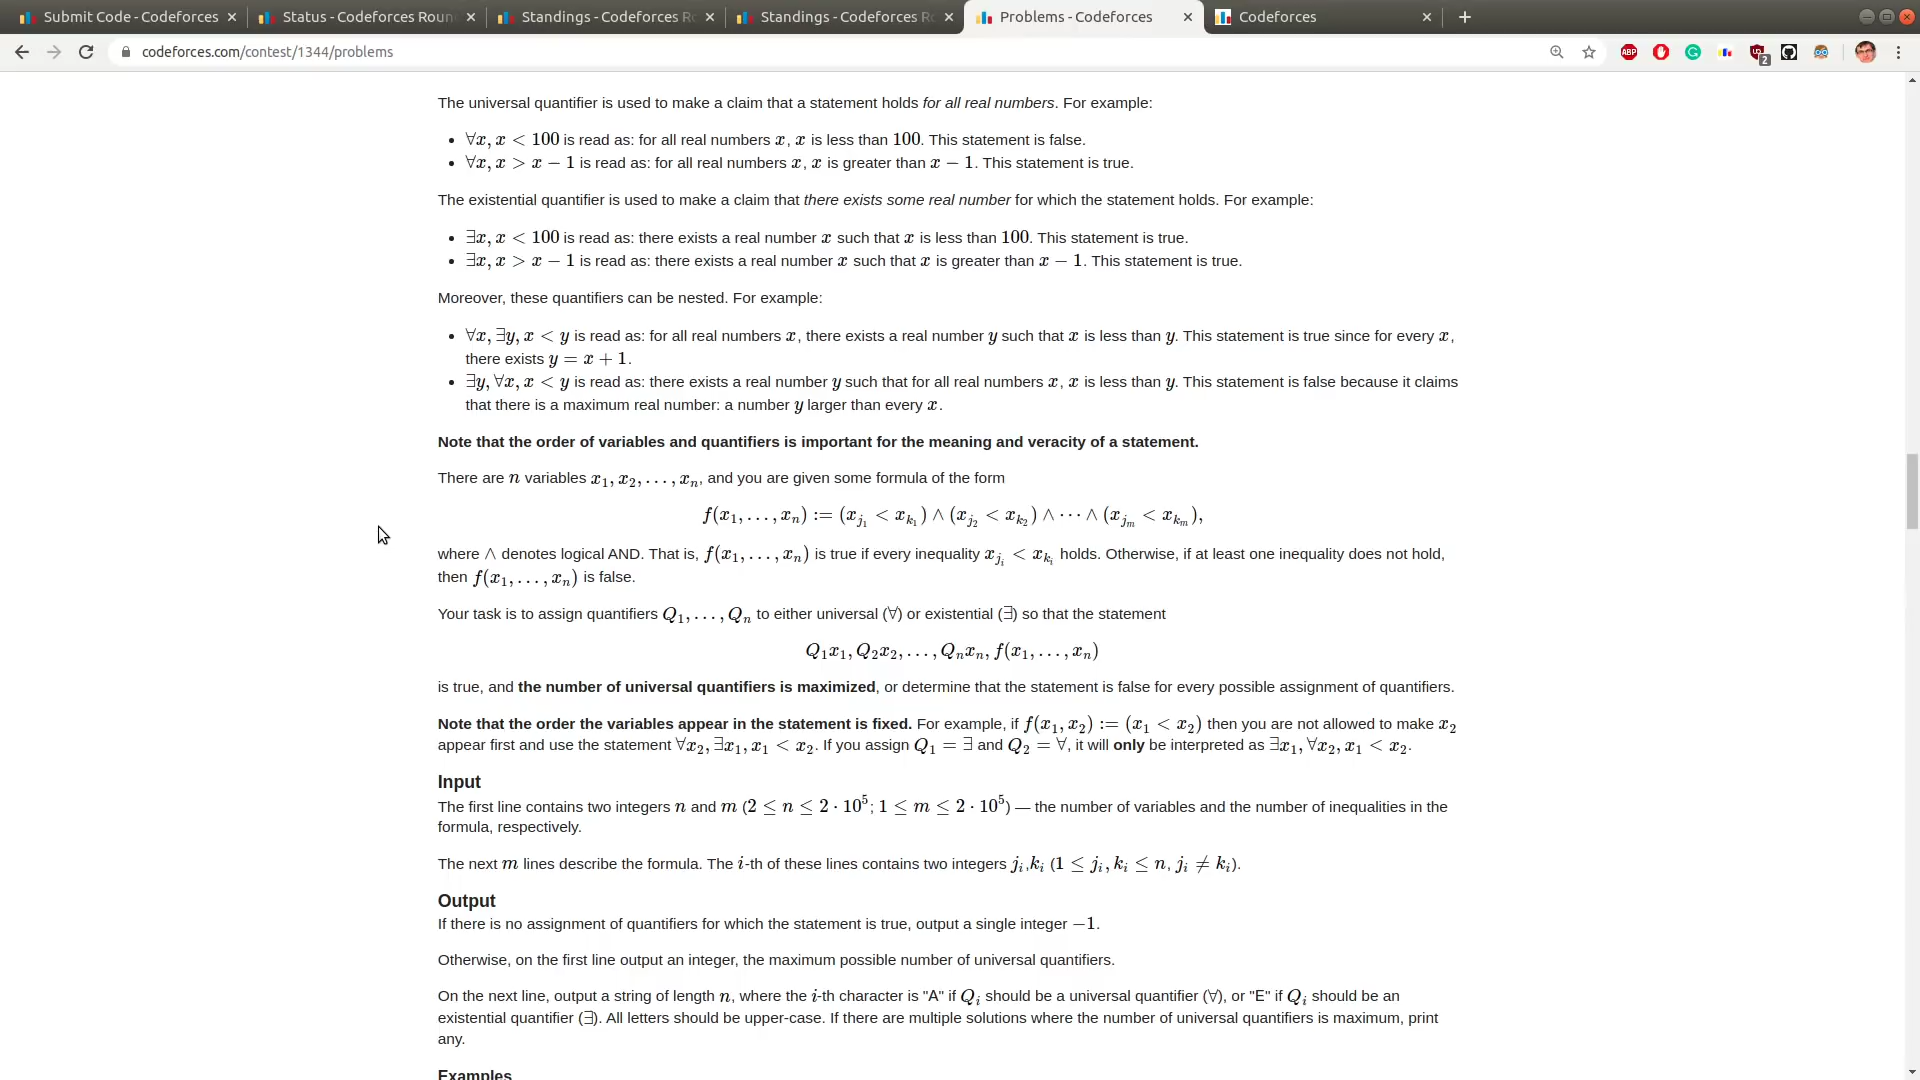 Submit Code - Codeforces
Status - Codeforces Roun
Standings - Codeforces Ro
Standings - Codeforces Ro
Problems - Codeforces
Codeforces
codeforces.com/contest/1344/problems
ABP
2
The universal quantifier is used to make a claim that a statement holds for all real numbers. For example:
• ∀x, x < 100 is read as: for all real numbers x, x is less than 100. This statement is false.
• ∀x, x > x − 1 is read as: for all real numbers x, x is greater than x − 1. This statement is true.
The existential quantifier is used to make a claim that there exists some real number for which the statement holds. For example:
• ∃x, x < 100 is read as: there exists a real number x such that x is less than 100. This statement is true.
• ∃x, x > x − 1 is read as: there exists a real number x such that x is greater than x − 1. This statement is true.
Moreover, these quantifiers can be nested. For example:
• ∀x, ∃y, x < y is read as: for all real numbers x, there exists a real number y such that x is less than y. This statement is true since for every x,
there exists y = x + 1.
• ∃y, ∀x, x < y is read as: there exists a real number y such that for all real numbers x, x is less than y. This statement is false because it claims
that there is a maximum real number: a number y larger than every x.
Note that the order of variables and quantifiers is important for the meaning and veracity of a statement.
There are n variables x₁, x₂, . . . , xₙ, and you are given some formula of the form
f(x₁, . . . , xₙ) := (x_{j₁} < x_{k₁}) ∧ (x_{j₂} < x_{k₂}) ∧ ⋯ ∧ (x_{jₘ} < x_{kₘ}),
where ∧ denotes logical AND. That is, f(x₁, . . . , xₙ) is true if every inequality x_{jᵢ} < x_{kᵢ} holds. Otherwise, if at least one inequality does not hold,
then f(x₁, . . . , xₙ) is false.
Your task is to assign quantifiers Q₁, . . . , Qₙ to either universal (∀) or existential (∃) so that the statement
Q₁x₁, Q₂x₂, . . . , Qₙxₙ, f(x₁, . . . , xₙ)
is true, and the number of universal quantifiers is maximized, or determine that the statement is false for every possible assignment of quantifiers.
Note that the order the variables appear in the statement is fixed. For example, if f(x₁, x₂) := (x₁ < x₂) then you are not allowed to make x₂
appear first and use the statement ∀x₂, ∃x₁, x₁ < x₂. If you assign Q₁ = ∃ and Q₂ = ∀, it will only be interpreted as ∃x₁, ∀x₂, x₁ < x₂.
Input
The first line contains two integers n and m (2 ≤ n ≤ 2 · 10⁵; 1 ≤ m ≤ 2 · 10⁵) — the number of variables and the number of inequalities in the
formula, respectively.
The next m lines describe the formula. The i-th of these lines contains two integers jᵢ,kᵢ (1 ≤ jᵢ, kᵢ ≤ n, jᵢ ≠ kᵢ).
Output
If there is no assignment of quantifiers for which the statement is true, output a single integer −1.
Otherwise, on the first line output an integer, the maximum possible number of universal quantifiers.
On the next line, output a string of length n, where the i-th character is "A" if Qᵢ should be a universal quantifier (∀), or "E" if Qᵢ should be an
existential quantifier (∃). All letters should be upper-case. If there are multiple solutions where the number of universal quantifiers is maximum, print
any.
Examples